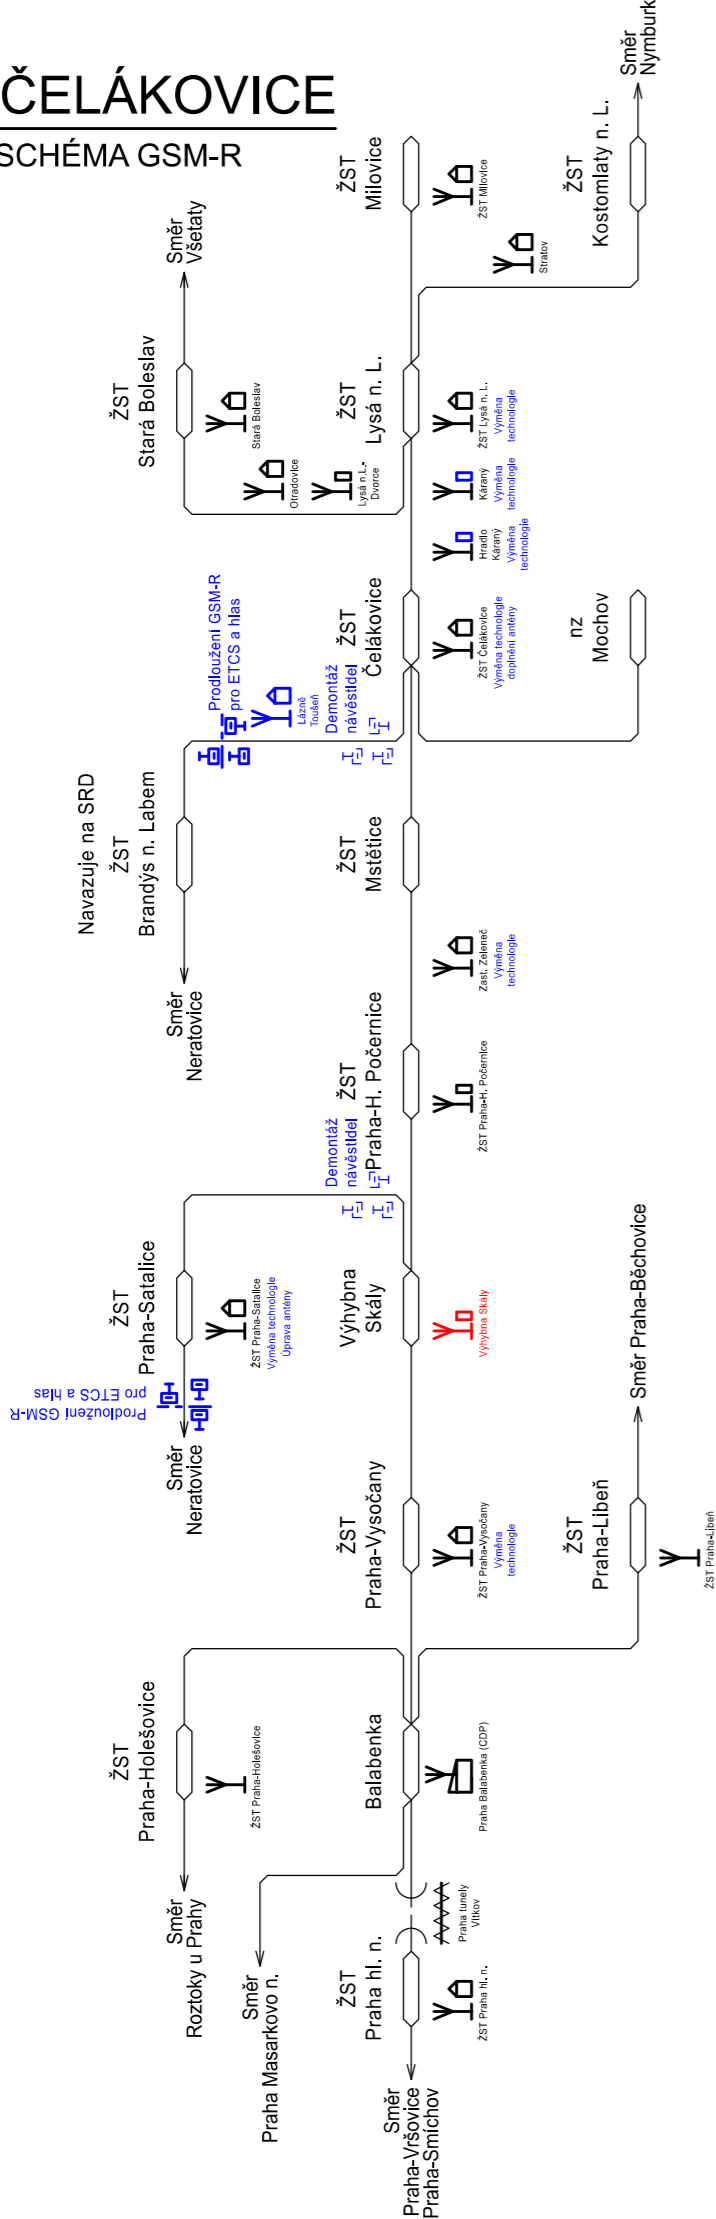 ČELÁKOVICE
SCHÉMA GSM-R
Směr
Nymburk
ŽST
Kostomlaty n. L.
ŽST
Milovice
ŽST Milovice
Stratov
Směr
Všetaty
ŽST
Stará Boleslav
Stará Boleslav
Otradovice
Lysá n.L.-
Dvorce
ŽST
Lysá n. L.
ŽST Lysá n. L.
Výměna
technologie
Káraný
Výměna
technologie
Hradlo
Káraný
Výměna
technologie
Prodloužení GSM-R
pro ETCS a hlas
Lázně
Toušeň
Demontáž
návěstidel
ŽST
Čelákovice
ŽST Čelákovice
Výměna technologie
doplnění antény
nz
Mochov
Navazuje na SRD
ŽST
Brandýs n. Labem
Směr
Neratovice
ŽST
Mstětice
Zast. Zeleneč
Výměna
technologie
ŽST
Praha-H. Počernice
ŽST Praha-H. Počernice
Demontáž
návěstidel
ŽST
Praha-Satalice
ŽST Praha-Satalice
Výměna technologie
Úprava antény
Prodloužení GSM-R
pro ETCS a hlas
Směr
Neratovice
Výhybna
Skály
Výhybna Skály
Směr Praha-Běchovice
ŽST
Praha-Vysočany
ŽST Praha-Vysočany
Výměna
technologie
ŽST
Praha-Libeň
ŽST Praha-Libeň
ŽST
Praha-Holešovice
ŽST Praha-Holešovice
Balabenka
Praha Balabenka (CDP)
Směr
Roztoky u Prahy
Směr
Praha Masarkovo n.
Praha tunely
Vítkov
ŽST
Praha hl. n.
ŽST Praha hl. n.
Směr
Praha-Vršovice
Praha-Smíchov